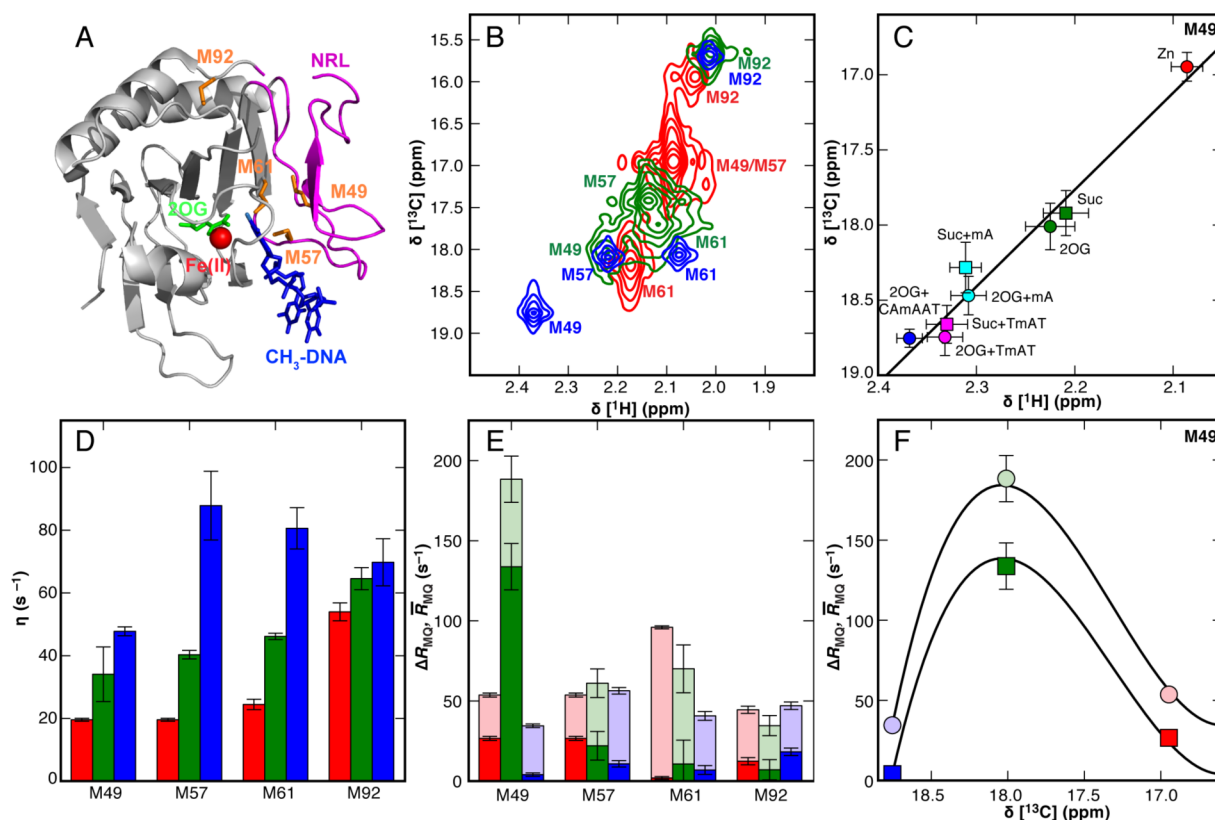 A
M92
NRL
M61
M49
2OG
M57
Fe(II)
CH₃-DNA
B
δ [¹³C] (ppm)
15.5
16.0
16.5
17.0
17.5
18.0
18.5
19.0
M92
M92
M92
M49/M57
M57
M49
M61
M57
M61
M61
M49
2.4
2.3
2.2
2.1
2.0
1.9
δ [¹H] (ppm)
C
M49
δ [¹³C] (ppm)
17.0
17.5
18.0
18.5
19.0
Zn
Suc
2OG
Suc+mA
2OG+mA
2OG+
CAmAAT
Suc+TmAT
2OG+TmAT
2.4
2.3
2.2
2.1
δ [¹H] (ppm)
D
η (s⁻¹)
100
80
60
40
20
0
M49
M57
M61
M92
E
ΔR_MQ, R̅_MQ (s⁻¹)
200
150
100
50
0
M49
M57
M61
M92
F
M49
ΔR_MQ, R̅_MQ (s⁻¹)
200
150
100
50
0
18.5
18.0
17.5
17.0
δ [¹³C] (ppm)